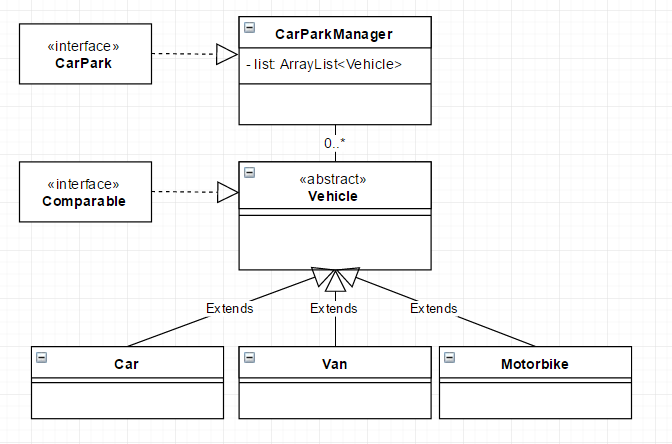 «interface»
CarPark
CarParkManager
- list: ArrayList<Vehicle>
0..*
«interface»
Comparable
«abstract»
Vehicle
Extends
Extends
Extends
Car
Van
Motorbike